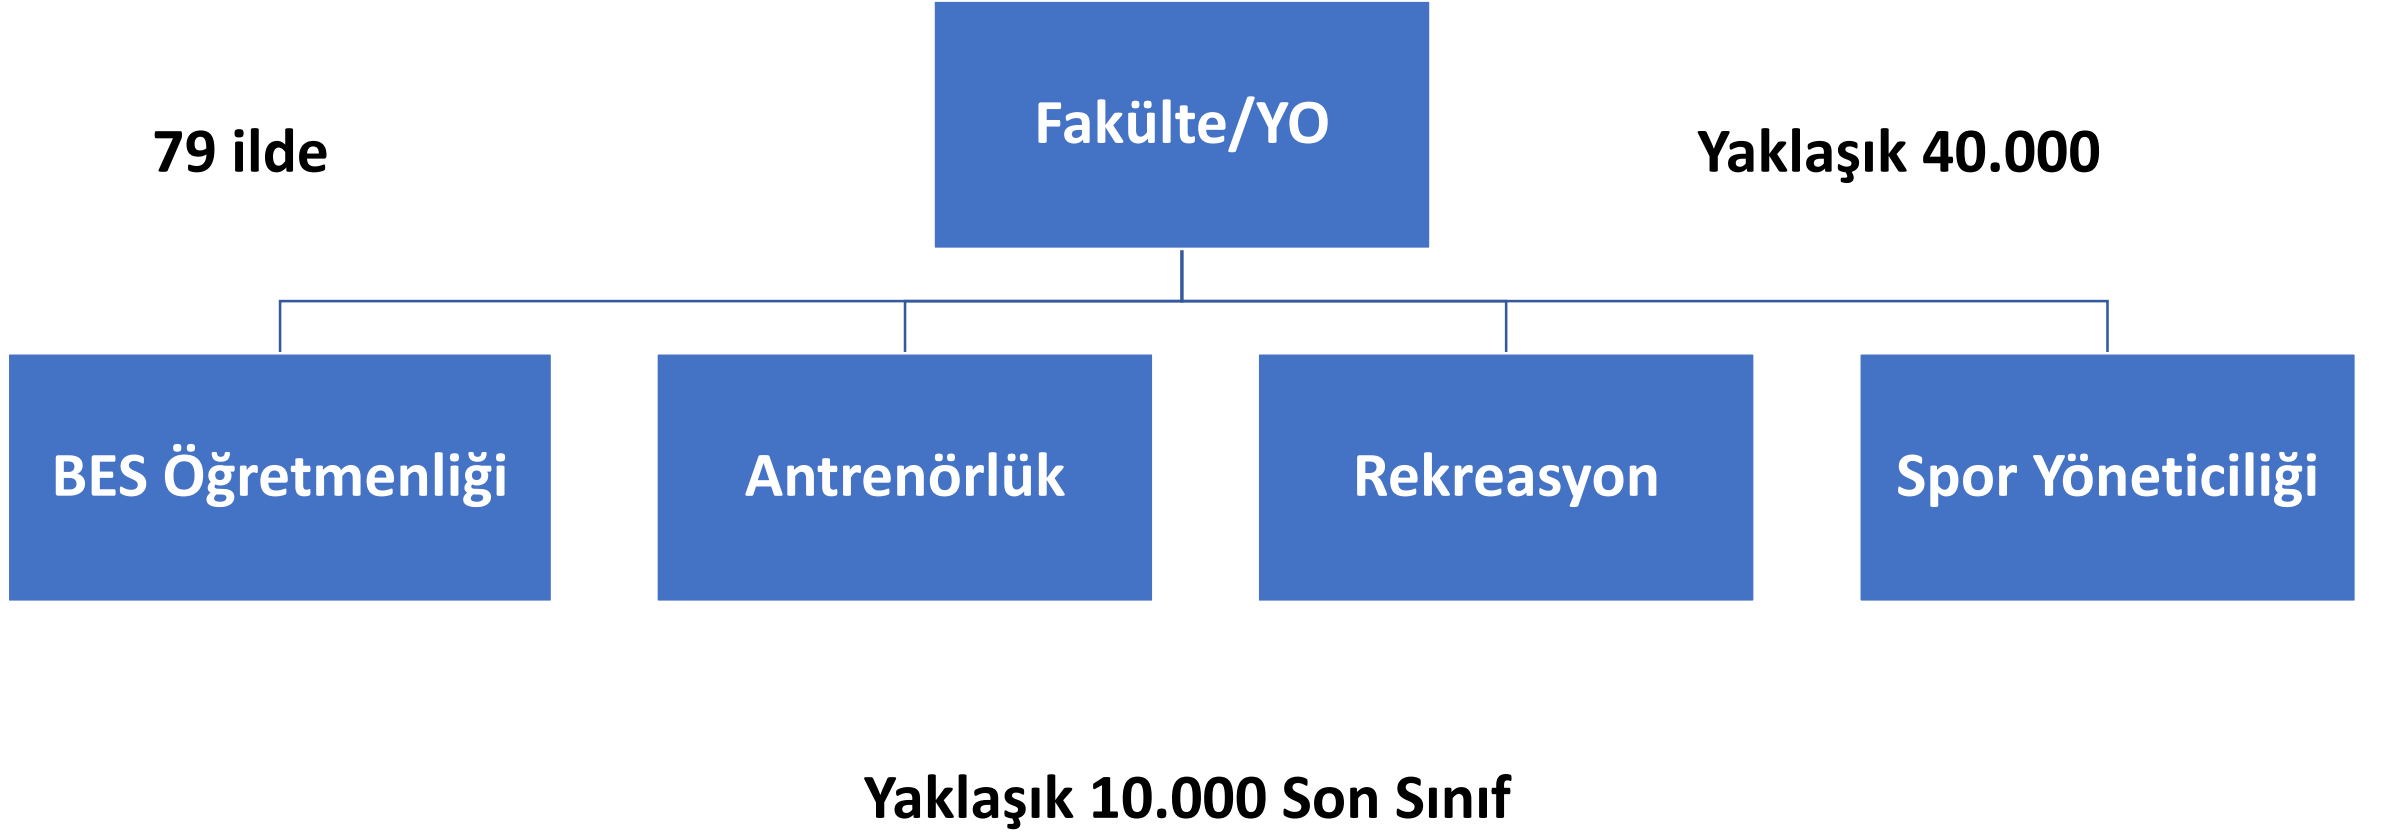 Fakülte/YO
79 ilde
Yaklaşık 40.000
BES Öğretmenliği
Antrenörlük
Rekreasyon
Spor Yöneticiliği
Yaklaşık 10.000 Son Sınıf